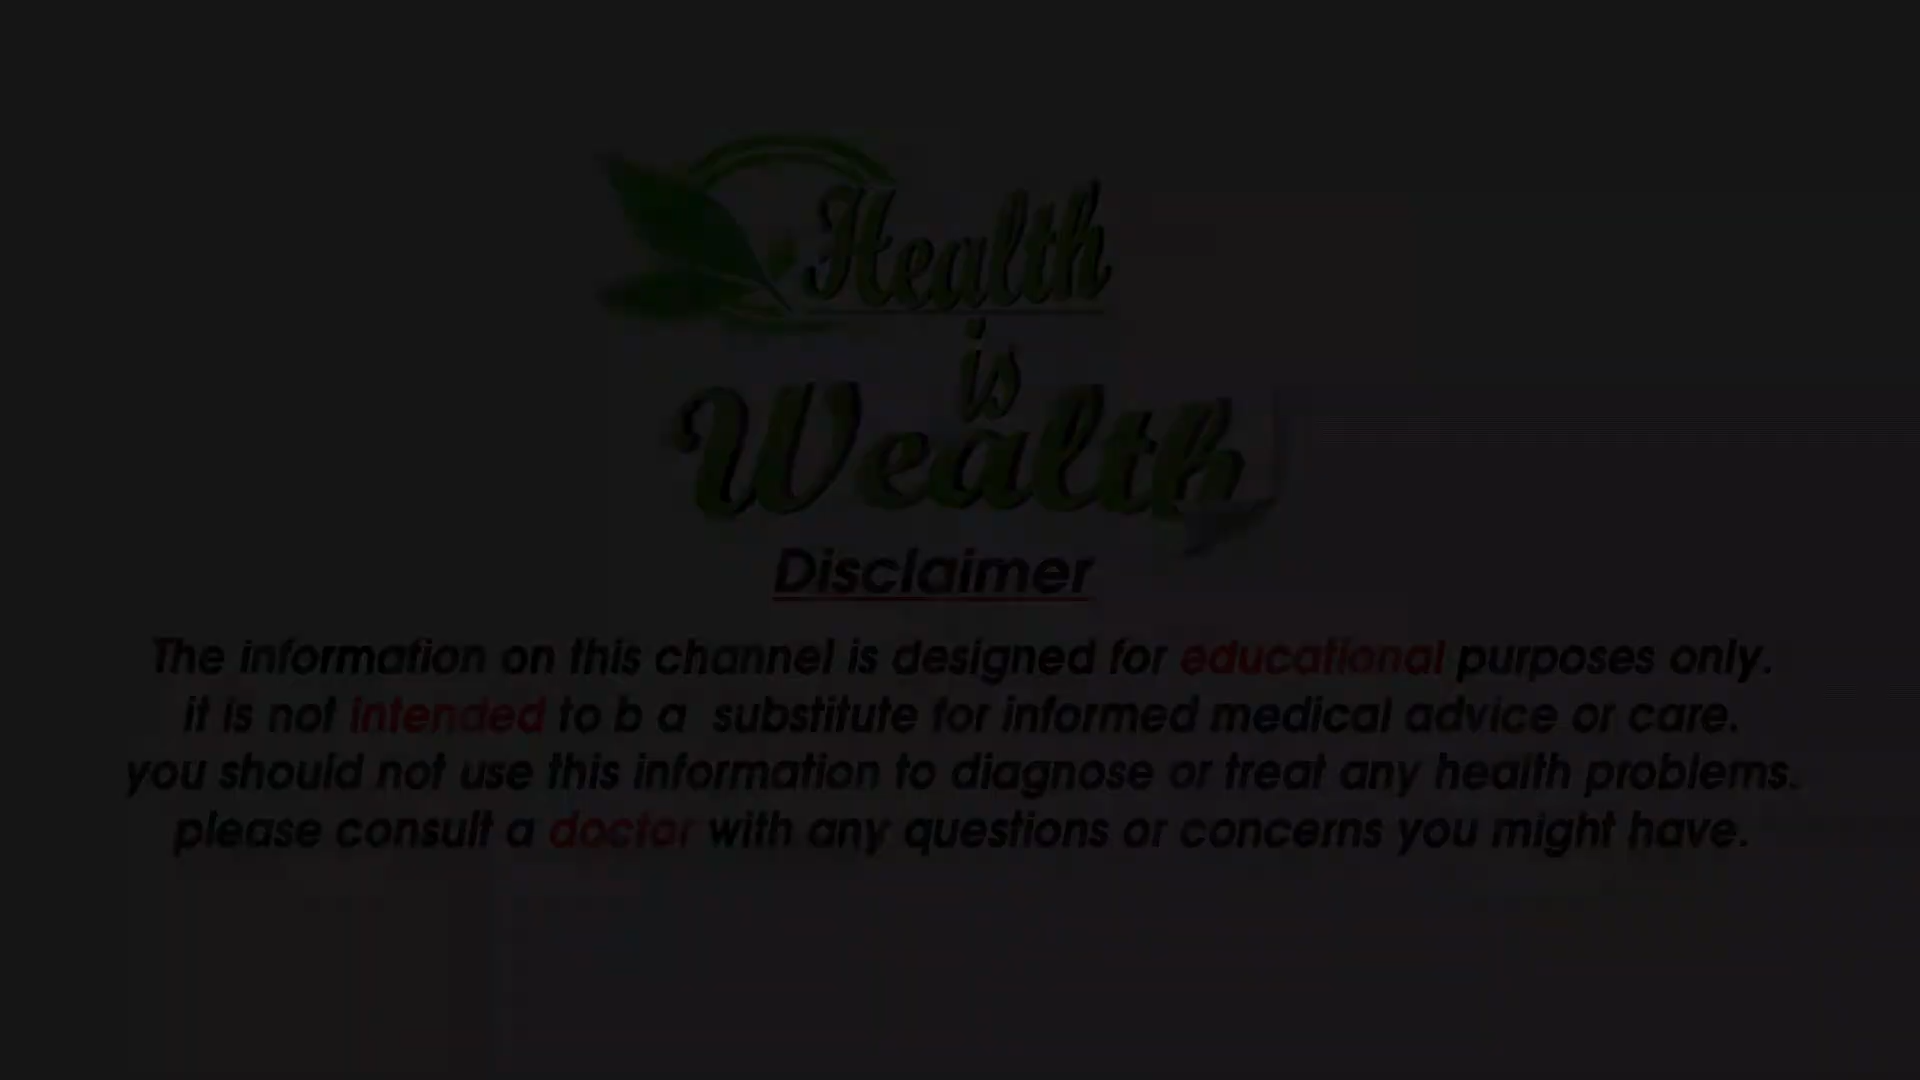 Health
is
Wealth
Disclaimer
The information on this channel is designed for educational purposes only.
it is not intended to b a substitute for informed medical advice or care.
you should not use this information to diagnose or treat any health problems.
please consult a doctor with any questions or concerns you might have.